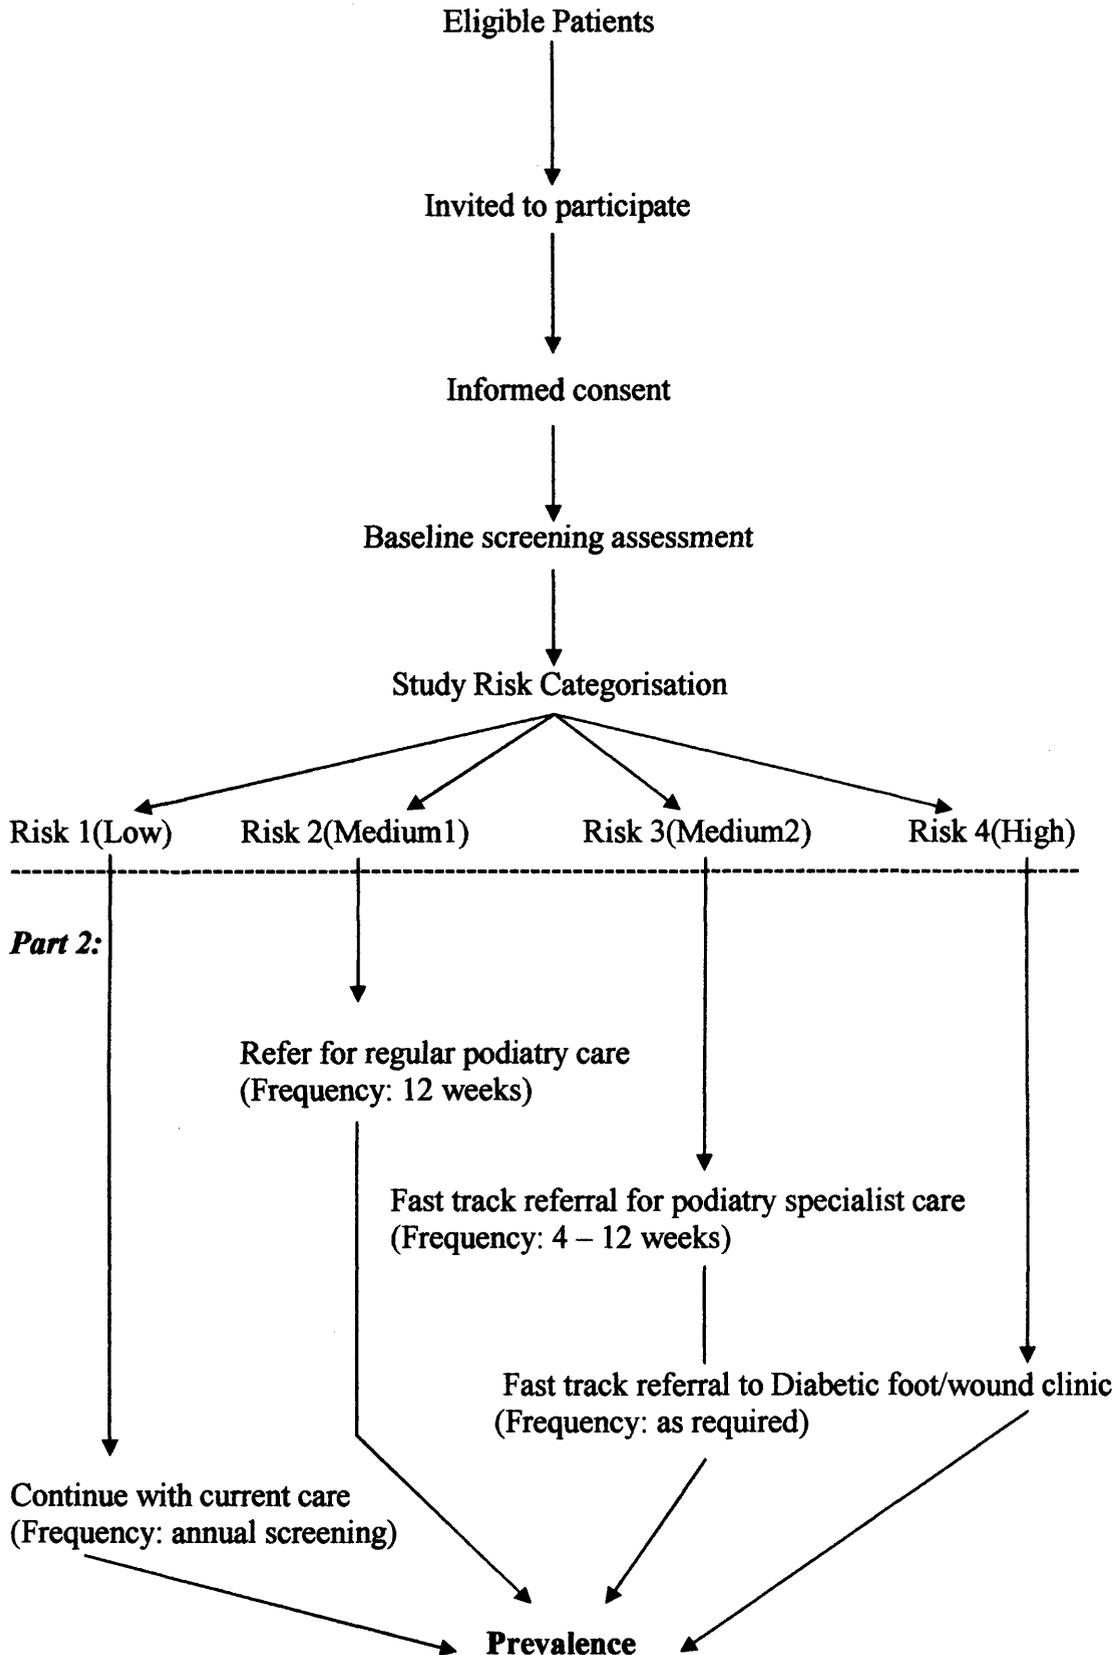 Eligible Patients
Invited to participate
Informed consent
Baseline screening assessment
Study Risk Categorisation
Risk 1(Low)
Risk 2(Medium1)
Risk 3(Medium2)
Risk 4(High)
Part 2:
Refer for regular podiatry care
(Frequency: 12 weeks)
Fast track referral for podiatry specialist care
(Frequency: 4 – 12 weeks)
Fast track referral to Diabetic foot/wound clinic
(Frequency: as required)
Continue with current care
(Frequency: annual screening)
Prevalence